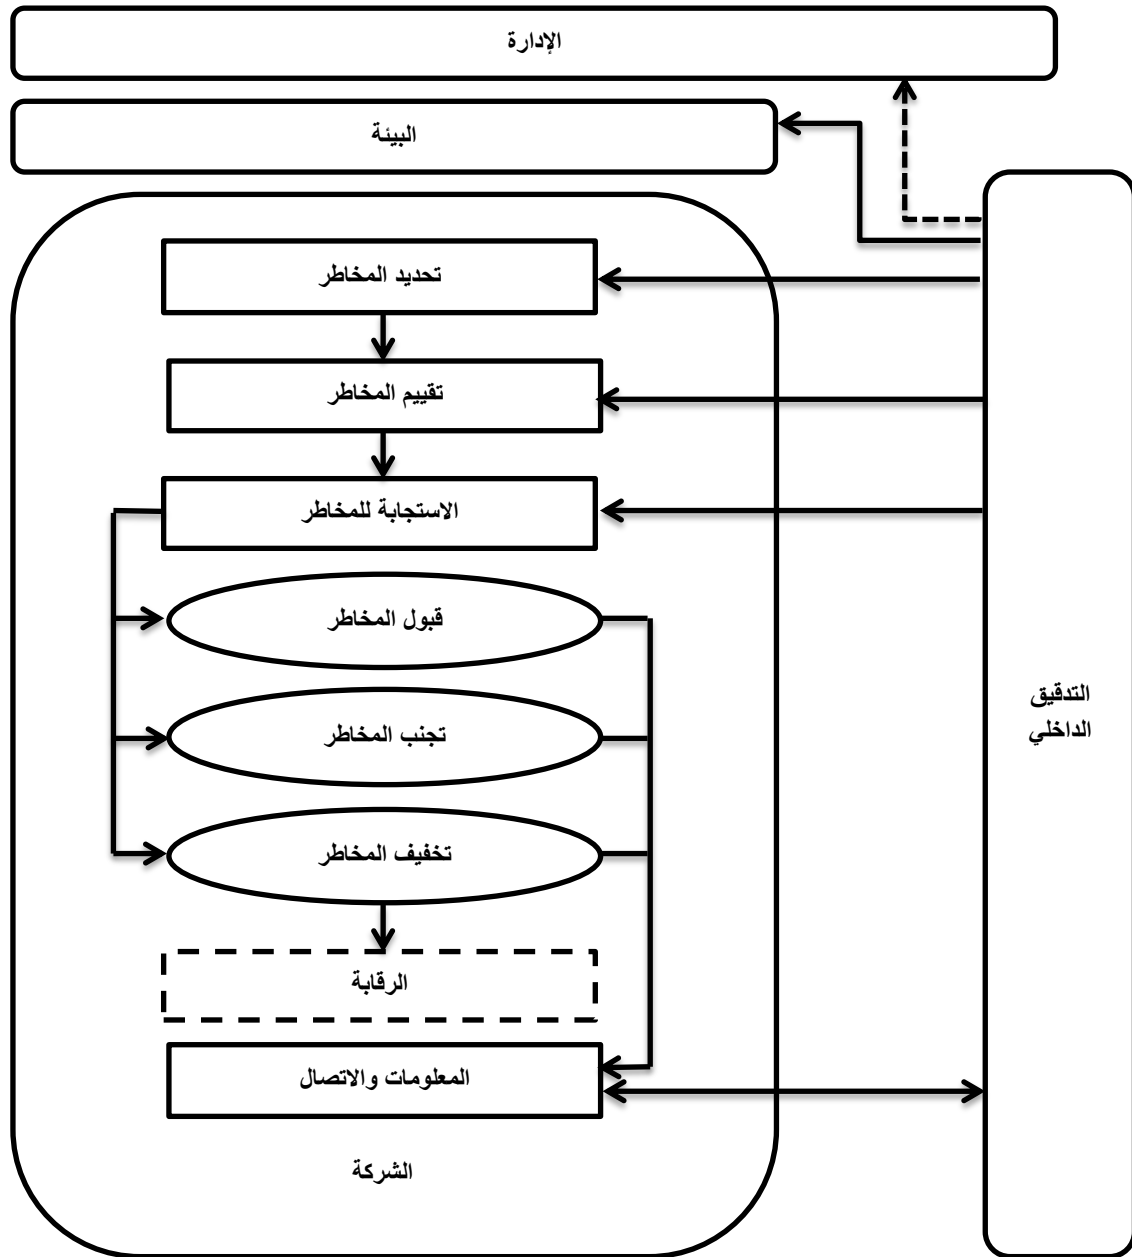 الإدارة
البيئة
تحديد المخاطر
تقييم المخاطر
الاستجابة للمخاطر
قبول المخاطر
تجنب المخاطر
تخفيف المخاطر
الرقابة
المعلومات والاتصال
الشركة
التدقيق
الداخلي